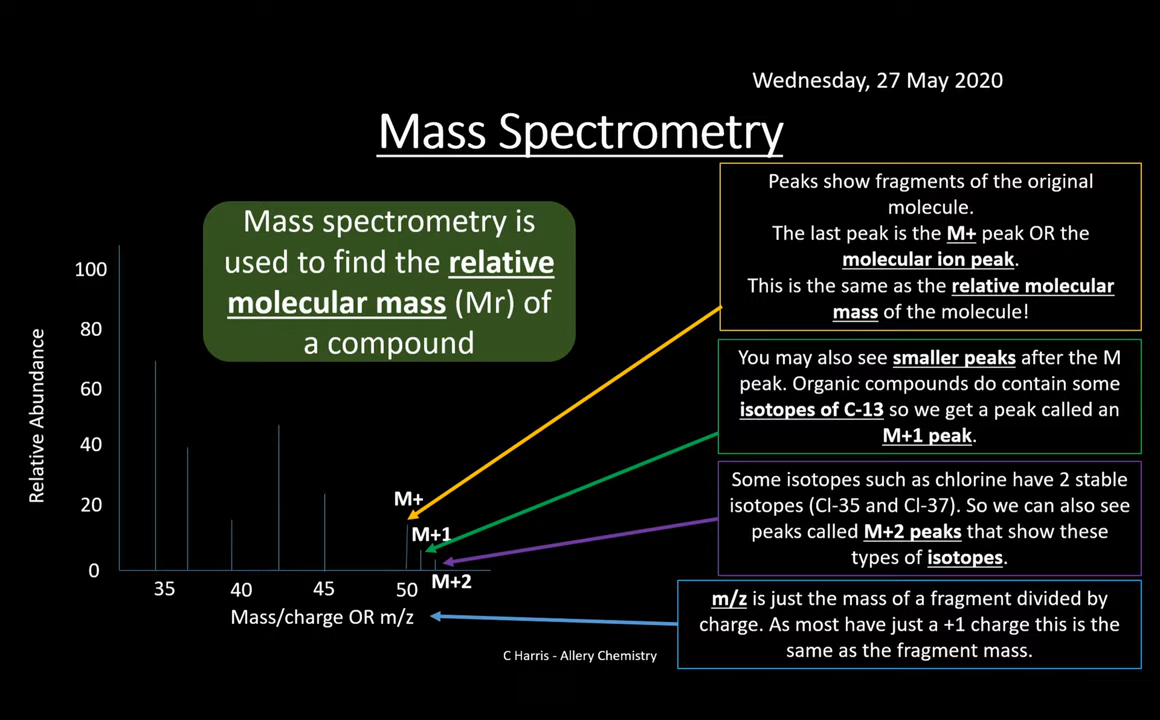 Wednesday, 27 May 2020
Mass Spectrometry
Mass spectrometry is
used to find the relative
molecular mass (Mr) of
a compound
Peaks show fragments of the original
molecule.
The last peak is the M+ peak OR the
molecular ion peak.
This is the same as the relative molecular
mass of the molecule!
You may also see smaller peaks after the M
peak. Organic compounds do contain some
isotopes of C-13 so we get a peak called an
M+1 peak.
Some isotopes such as chlorine have 2 stable
isotopes (Cl-35 and Cl-37). So we can also see
peaks called M+2 peaks that show these
types of isotopes.
m/z is just the mass of a fragment divided by
charge. As most have just a +1 charge this is the
same as the fragment mass.
Relative Abundance
100
80
60
40
20
0
M+
M+1
M+2
35 40 45 50
Mass/charge OR m/z
C Harris - Allery Chemistry